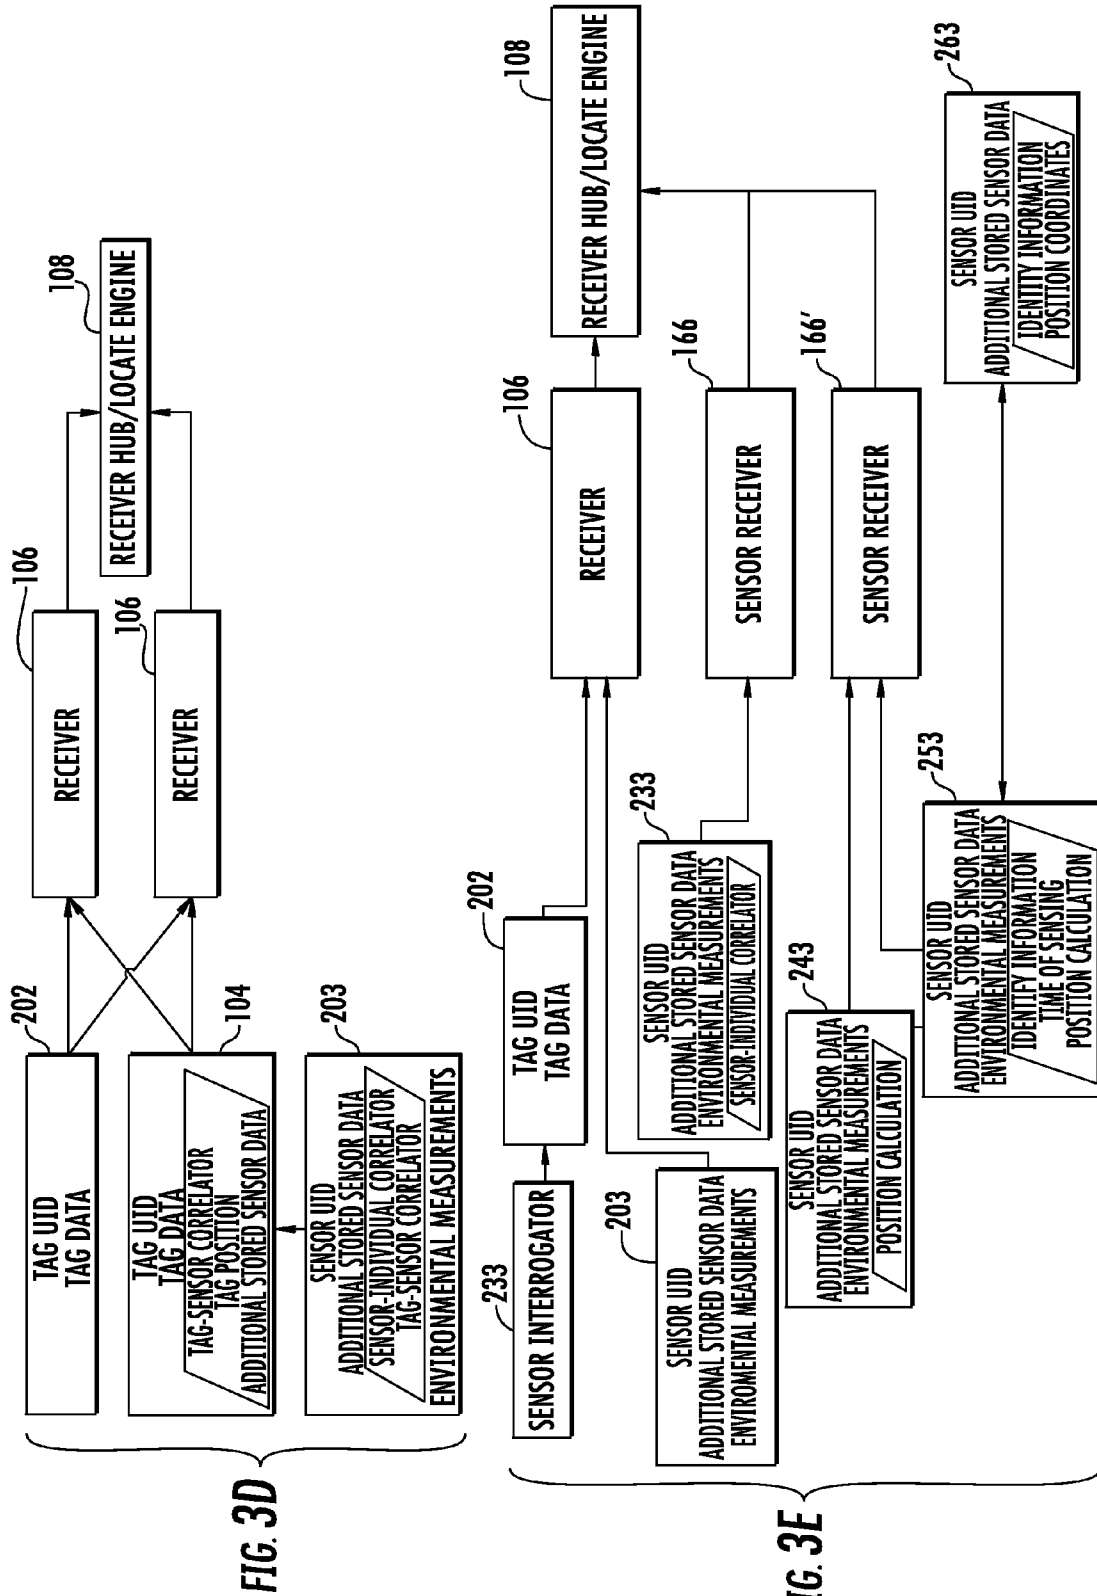 202
TAG UID
TAG DATA
104
TAG UID
TAG DATA
TAG-SENSOR CORRELATOR
TAG POSITION
ADDITIONAL STORED SENSOR DATA
203
SENSOR UID
ADDITIONAL STORED SENSOR DATA
SENSOR-INDIVIDUAL CORRELATOR
TAG-SENSOR CORRELATOR
ENVIRONMENTAL MEASUREMENTS
106
RECEIVER
106
RECEIVER
108
RECEIVER HUB/LOCATE ENGINE
FIG. 3D
233
SENSOR INTERROGATOR
202
TAG UID
TAG DATA
203
SENSOR UID
ADDITIONAL STORED SENSOR DATA
ENVIROMENTAL MEASUREMENTS
233
SENSOR UID
ADDITIONAL STORED SENSOR DATA
ENVIRONMENTAL MEASUREMENTS
SENSOR-INDIVIDUAL CORRELATOR
243
SENSOR UID
ADDITIONAL STORED SENSOR DATA
ENVIRONMENTAL MEASUREMENTS
POSITION CALCULATION
253
SENSOR UID
ADDITIONAL STORED SENSOR DATA
ENVIRONMENTAL MEASUREMENTS
IDENTIFY INFORMATION
TIME OF SENSING
POSITION CALCULATION
106
RECEIVER
166
SENSOR RECEIVER
166'
SENSOR RECEIVER
108
RECEIVER HUB/LOCATE ENGINE
263
SENSOR UID
ADDITIONAL STORED SENSOR DATA
IDENTITY INFORMATION
POSITION COORDINATES
FIG. 3E